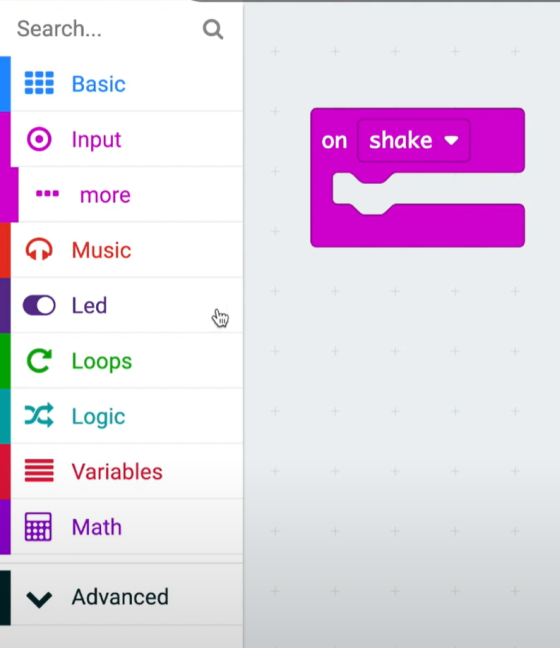 Search...
Basic
Input
more
Music
Led
Loops
Logic
Variables
Math
Advanced
on shake